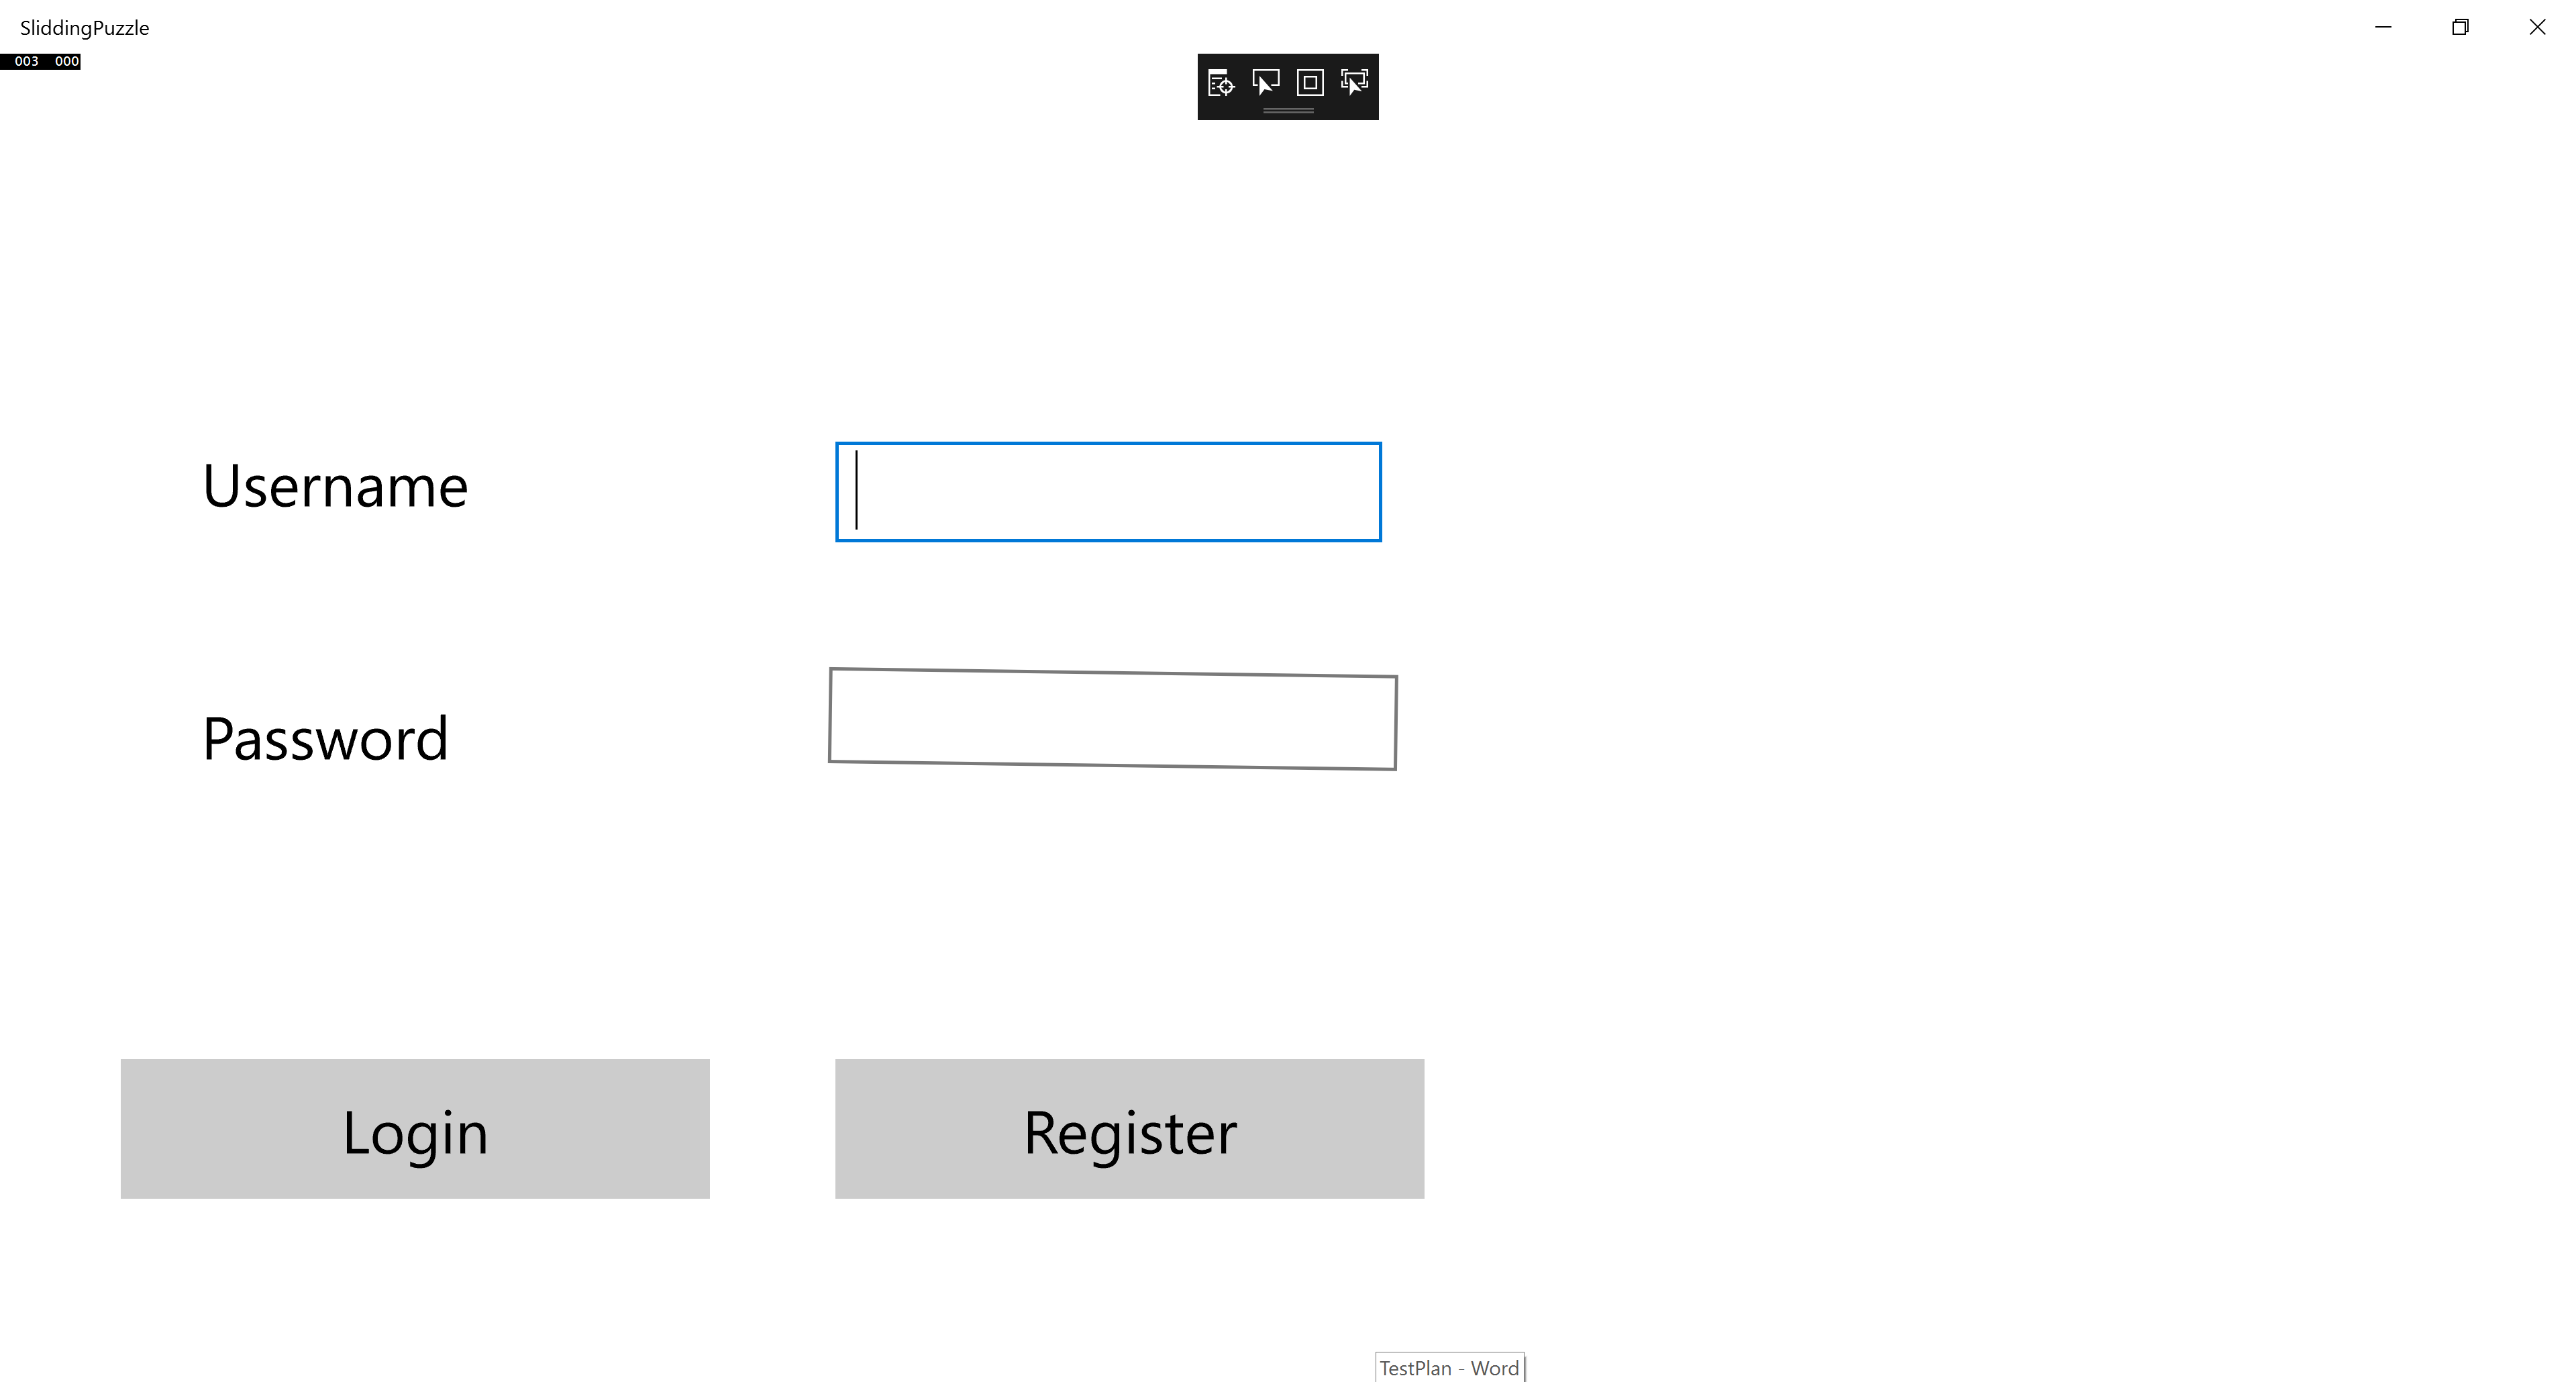 SliddingPuzzle
003 000
Username
Password
Login Register
TestPlan - Word